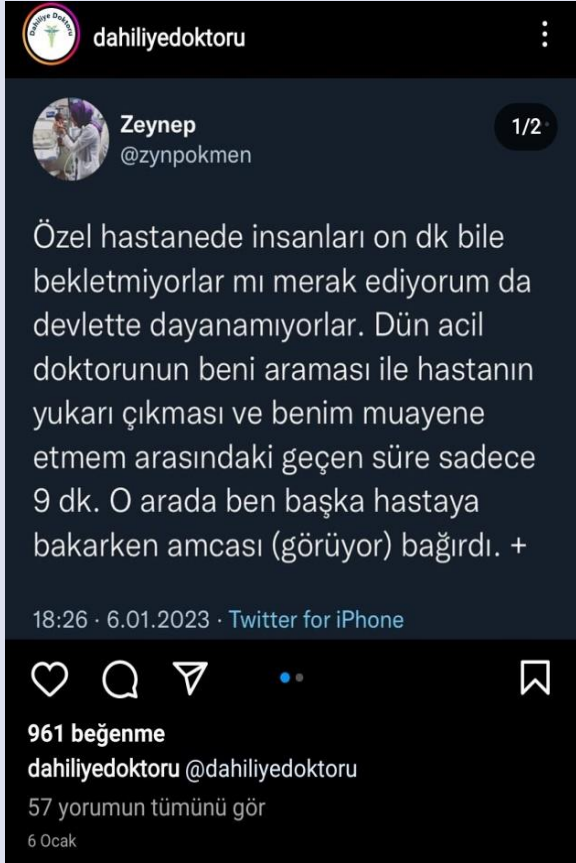 Dahiliye Doktoru
dahiliyedoktoru
Zeynep
@zynpokmen
1/2
Özel hastanede insanları on dk bile
bekletmiyorlar mı merak ediyorum da
devlette dayanamıyorlar. Dün acil
doktorunun beni araması ile hastanın
yukarı çıkması ve benim muayene
etmem arasındaki geçen süre sadece
9 dk. O arada ben başka hastaya
bakarken amcası (görüyor) bağırdı. +
18:26 · 6.01.2023 · Twitter for iPhone
961 beğenme
dahiliyedoktoru @dahiliyedoktoru
57 yorumun tümünü gör
6 Ocak